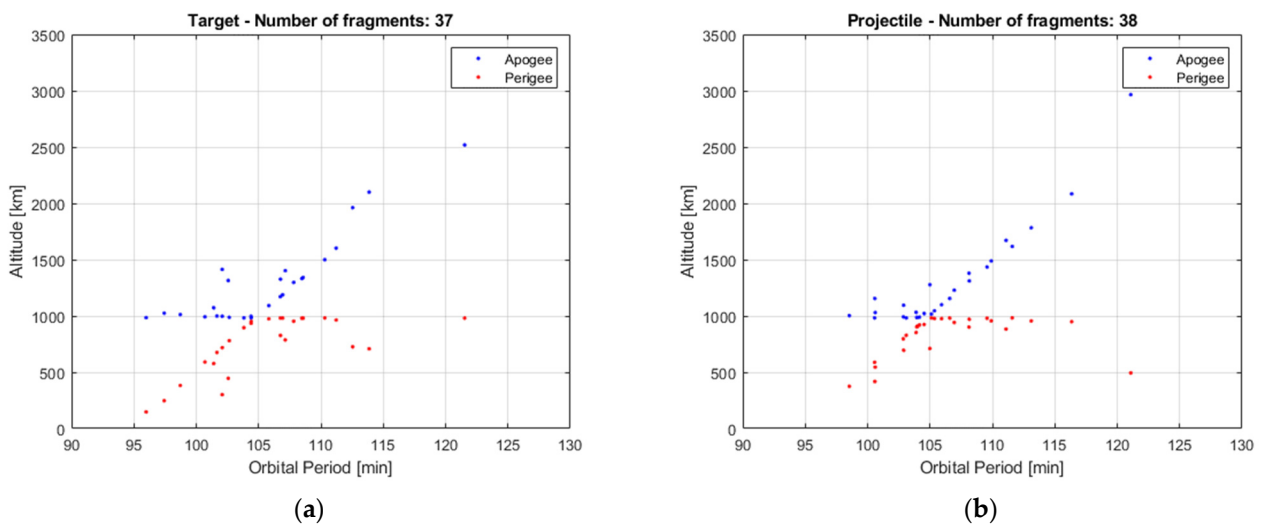 Target - Number of fragments: 37
3500
3000
2500
2000
1500
1000
500
0
Altitude [km]
90 95 100 105 110 115 120 125 130
Orbital Period [min]
Apogee
Perigee
(a)
Projectile - Number of fragments: 38
3500
3000
2500
2000
1500
1000
500
0
Altitude [km]
90 95 100 105 110 115 120 125 130
Orbital Period [min]
Apogee
Perigee
(b)